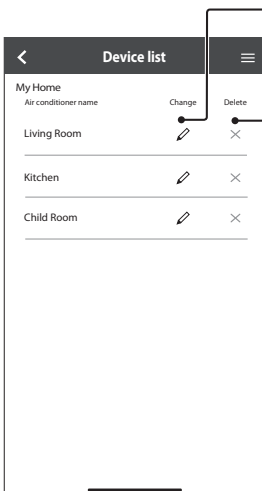 Device list
My Home
Air conditioner name Change Delete
Living Room
Kitchen
Child Room